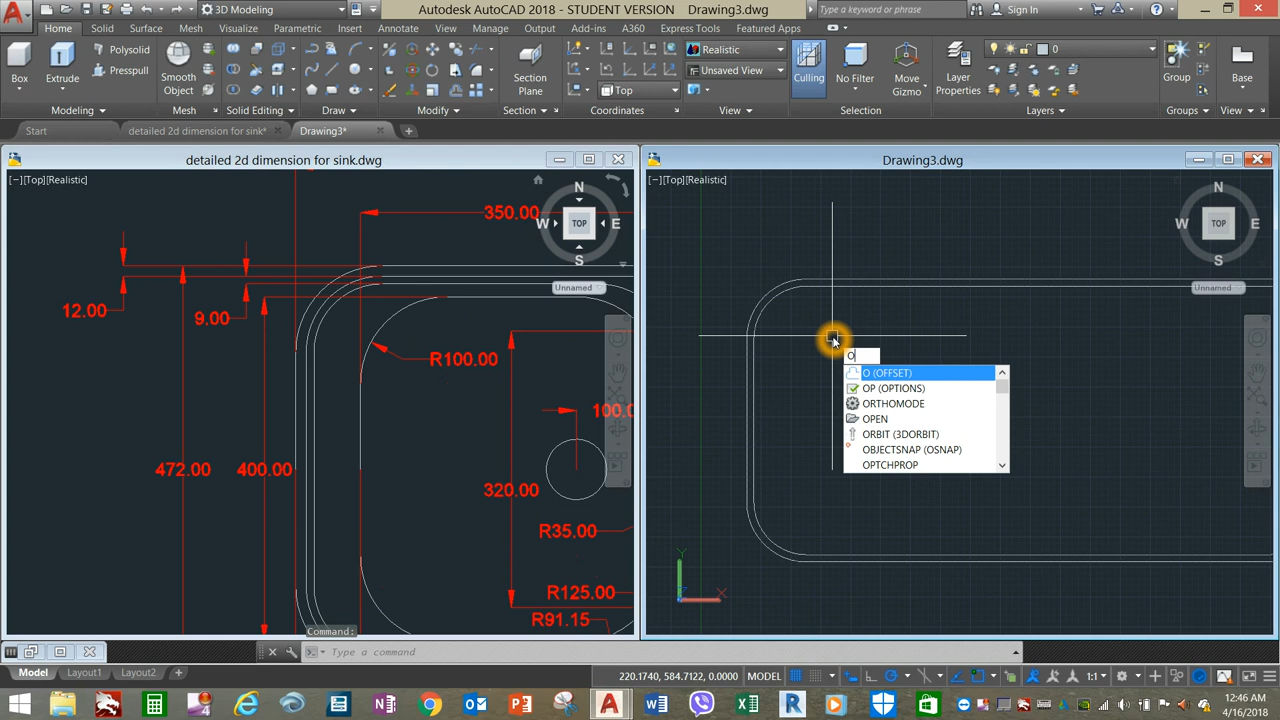 3D Modeling
Autodesk AutoCAD 2018 - STUDENT VERSION Drawing3.dwg
Type a keyword or phrase
Sign In
Home Solid Surface Mesh Visualize Parametric Insert Annotate View Manage Output Add-ins A360 Express Tools Featured Apps
Box
Extrude
Polysolid
Presspull
Smooth
Object
Section
Plane
Realistic
Unsaved View
Top
Culling
No Filter
Move
Gizmo
Layer
Properties
0
Group
Base
Modeling Mesh Solid Editing Draw Modify Section Coordinates View Selection Layers Groups View
Start detailed 2d dimension for sink* Drawing3*
detailed 2d dimension for sink.dwg
[−][Top][Realistic]
N
W TOP E
S
Unnamed
350.00
12.00
9.00
R100.00
100.0
472.00
400.00
320.00
R35.00
R125.00
R91.15
Command:
Drawing3.dwg
[−][Top][Realistic]
N
W TOP E
S
Unnamed
O
O (OFFSET)
OP (OPTIONS)
ORTHOMODE
OPEN
ORBIT (3DORBIT)
OBJECTSNAP (OSNAP)
OPTCHPROP
Y
X
Type a command
Model Layout1 Layout2
220.1740, 584.7122, 0.0000 MODEL
1:1
12:46 AM
4/16/2018